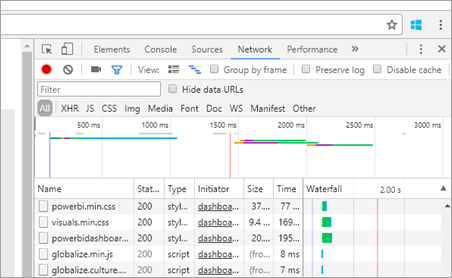 Elements Console Sources Network Performance »
View: Group by frame Preserve log Disable cache
Filter Hide data URLs
All XHR JS CSS Img Media Font Doc WS Manifest Other
500 ms 1000 ms 1500 ms 2000 ms 2500 ms 3000 ms
Name Stat... Type Initiator Size Time Waterfall 2.00 s
powerbi.min.css 200 styl... dashboa... 37.... 77 ...
visuals.min.css 200 styl... dashboa... 9.4 ... 169...
powerbidashboar... 200 styl... dashboa... 20.... 195...
globalize.min.js 200 script dashboa... (fro... 8 ms
globalize.culture... 200 script dashboa... (fro... 7 ms